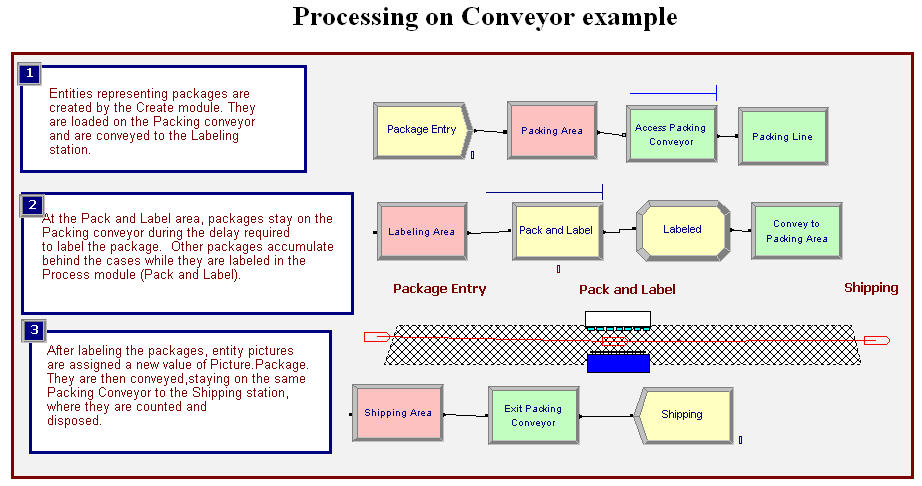 Processing on Conveyor example
1
Entities representing packages are
created by the Create module. They
are loaded on the Packing conveyor
and are conveyed to the Labeling
station.
Package Entry
Packing Area
Access Packing
Conveyor
Packing Line
2
At the Pack and Label area, packages stay on the
Packing conveyor during the delay required
to label the package. Other packages accumulate
behind the cases while they are labeled in the
Process module (Pack and Label).
Labeling Area
Pack and Label
Labeled
Convey to
Packing Area
Package Entry
Pack and Label
Shipping
3
After labeling the packages, entity pictures
are assigned a new value of Picture.Package.
They are then conveyed,staying on the same
Packing Conveyor to the Shipping station,
where they are counted and
disposed.
Shipping Area
Exit Packing
Conveyor
Shipping
0
0
0